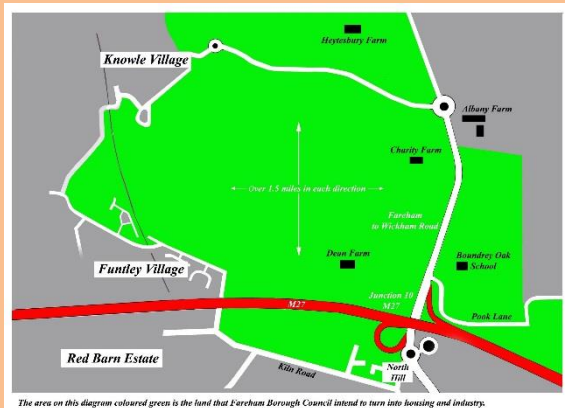 Heytesbury Farm
Knowle Village
Albany Farm
Charity Farm
Over 1.5 miles in each direction
Fareham
to Wickham Road
Dean Farm
Boundrey Oak
School
Funtley Village
Junction 10
M27
M27
Pook Lane
Red Barn Estate
Kiln Road
North
Hill
The area on this diagram coloured green is the land that Fareham Borough Council intend to turn into housing and industry.